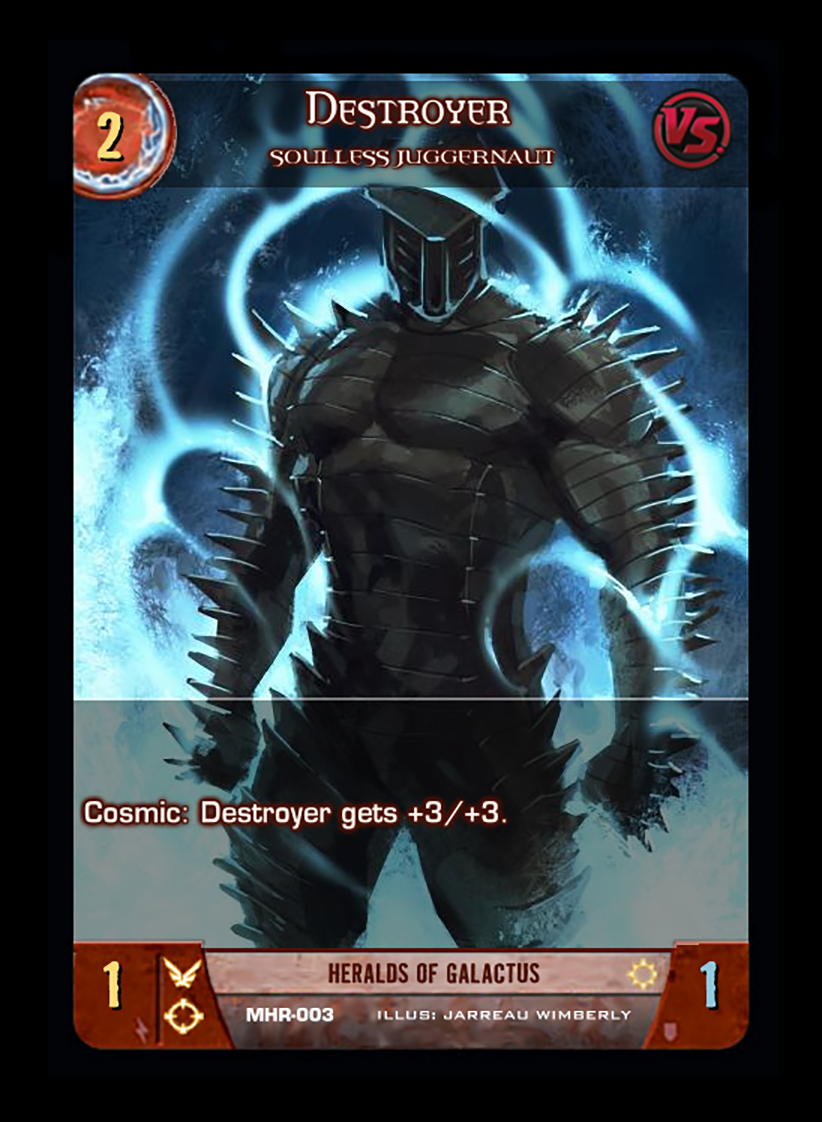 2
Destroyer
Soulless Juggernaut
VS.
Cosmic: Destroyer gets +3/+3.
1
HERALDS OF GALACTUS
1
MHR-003 ILLUS: JARREAU WIMBERLY